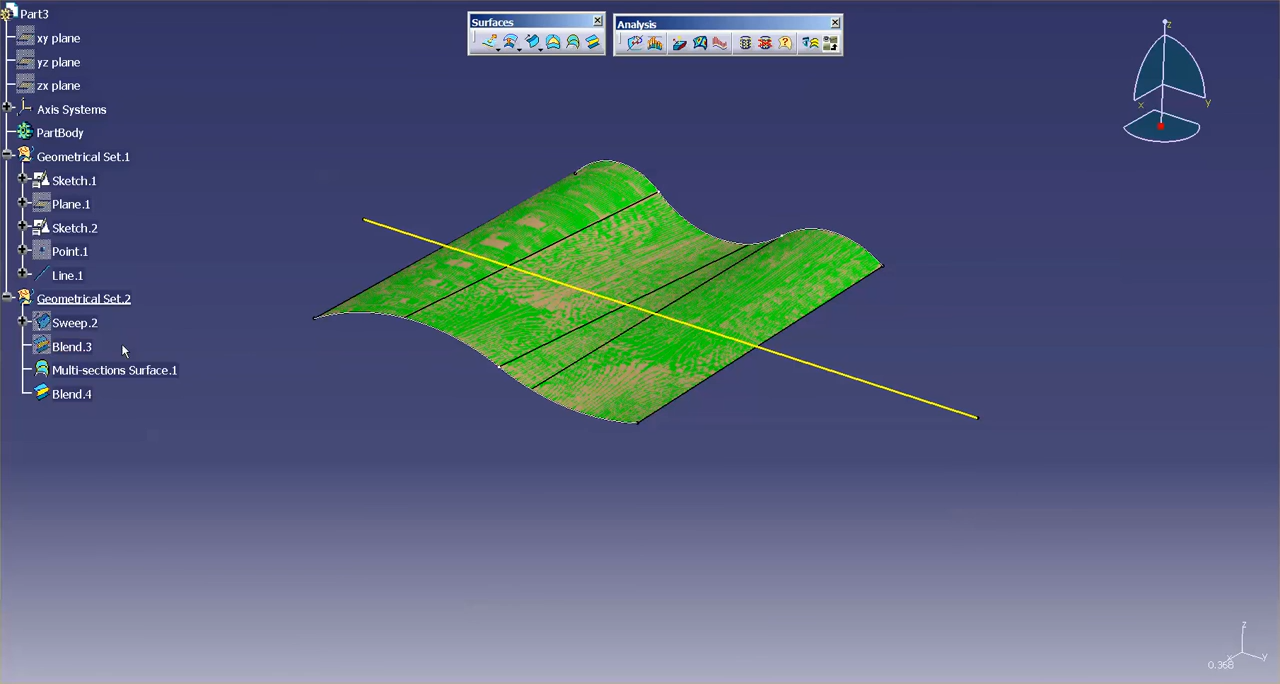 Part3
xy plane
yz plane
zx plane
Axis Systems
PartBody
Geometrical Set.1
Sketch.1
Plane.1
Sketch.2
Point.1
Line.1
Geometrical Set.2
Sweep.2
Blend.3
Multi-sections Surface.1
Blend.4
Surfaces
Analysis
z
x
y
z
x
y
0.368